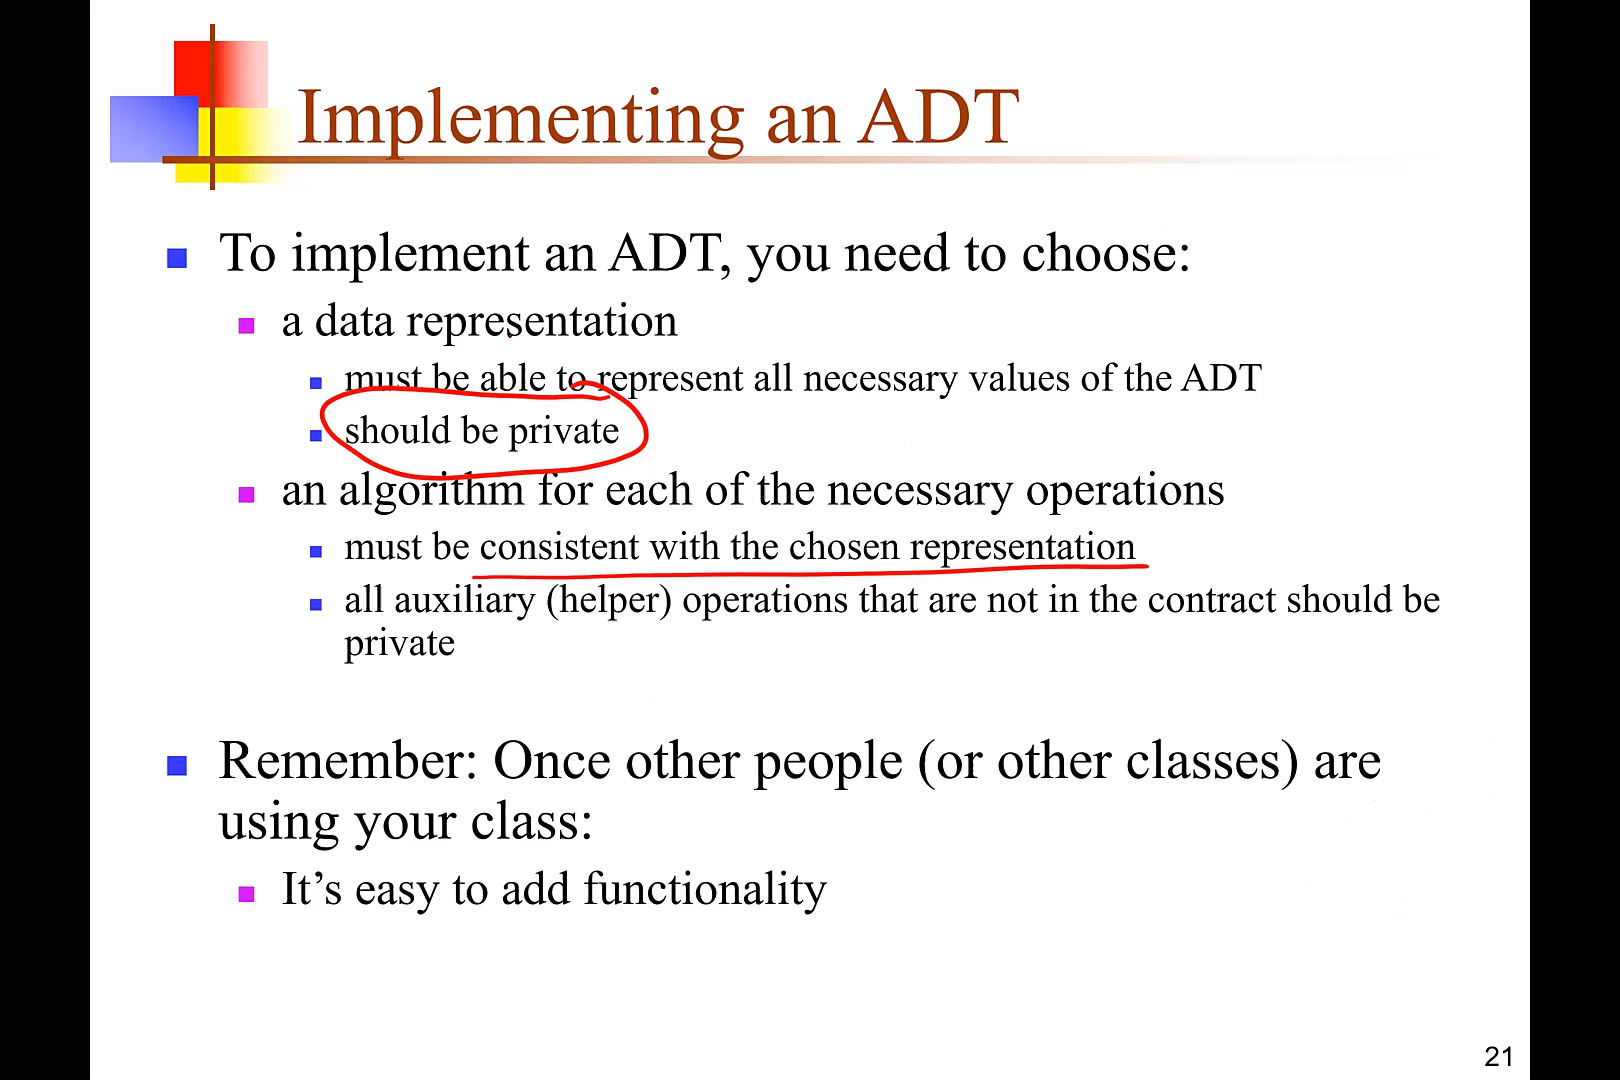 Implementing an ADT
To implement an ADT, you need to choose:
a data representation
must be able to represent all necessary values of the ADT
should be private
an algorithm for each of the necessary operations
must be consistent with the chosen representation
all auxiliary (helper) operations that are not in the contract should be
private
Remember: Once other people (or other classes) are
using your class:
It’s easy to add functionality
21